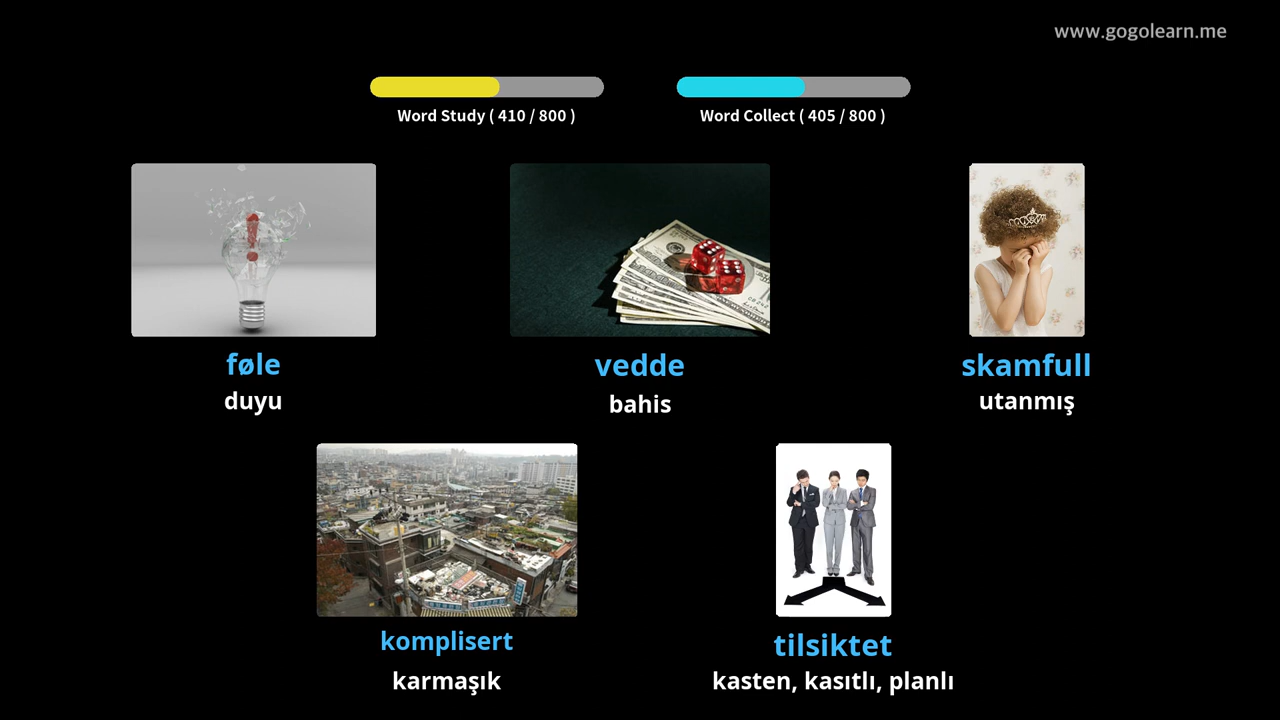 www.gogolearn.me
Word Study ( 410 / 800 )
Word Collect ( 405 / 800 )
føle
duyu
vedde
bahis
skamfull
utanmış
komplisert
karmaşık
tilsiktet
kasten, kasıtlı, planlı